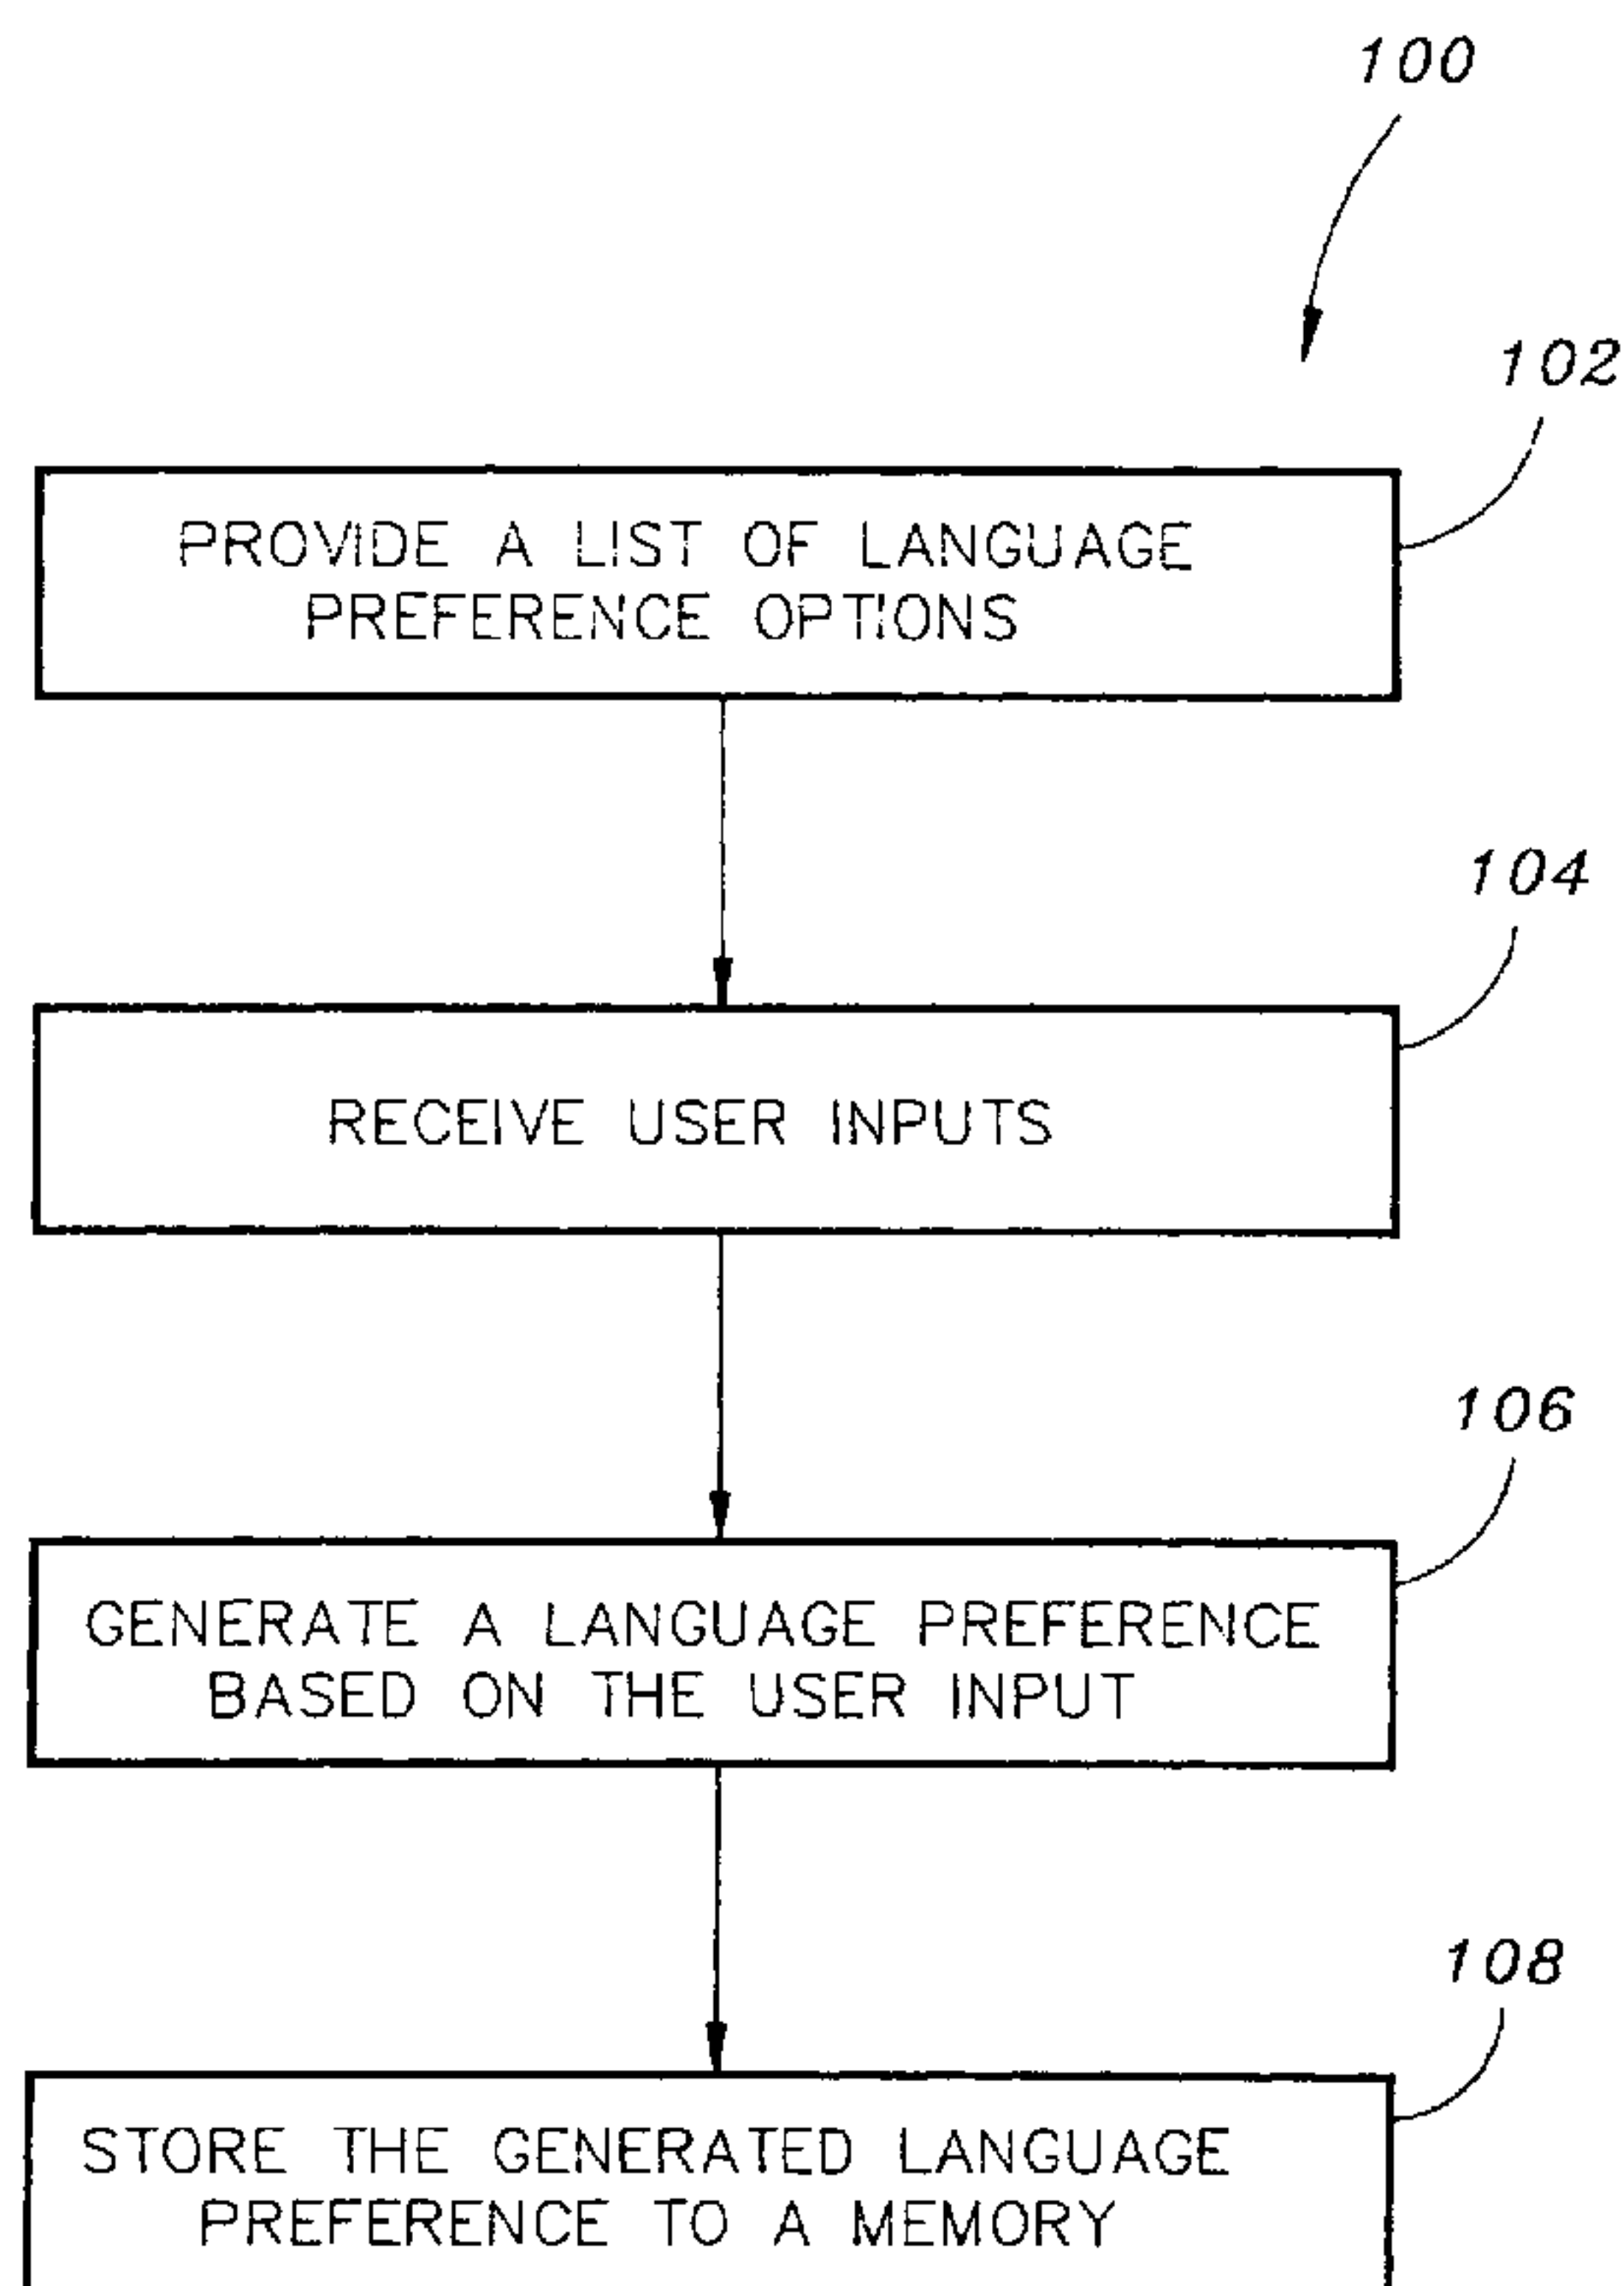 100
102
PROVIDE A LIST OF LANGUAGE
PREFERENCE OPTIONS
104
RECEIVE USER INPUTS
106
GENERATE A LANGUAGE PREFERENCE
BASED ON THE USER INPUT
108
STORE THE GENERATED LANGUAGE
PREFERENCE TO A MEMORY